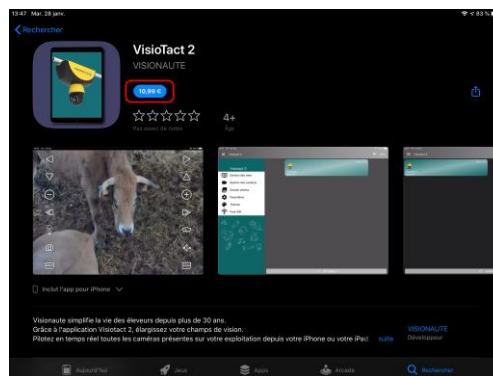 13:47 Mar. 28 janv.
83 %
Rechercher
VisioTact 2
VISIONAUTE
10,99 €
Pas assez de notes
4+
Âge
Inclut l'app pour iPhone
Visionaute simplifie la vie des éleveurs depuis plus de 30 ans.
Grâce à l'application Visiotact 2, élargissez votre champs de vision.
Pilotez en temps réel toutes les caméras présentes sur votre exploitation depuis votre iPhone ou votre iPad.
suite
VISIONAUTE
Développeur
Aujourd'hui
Jeux
Apps
Arcade
Rechercher